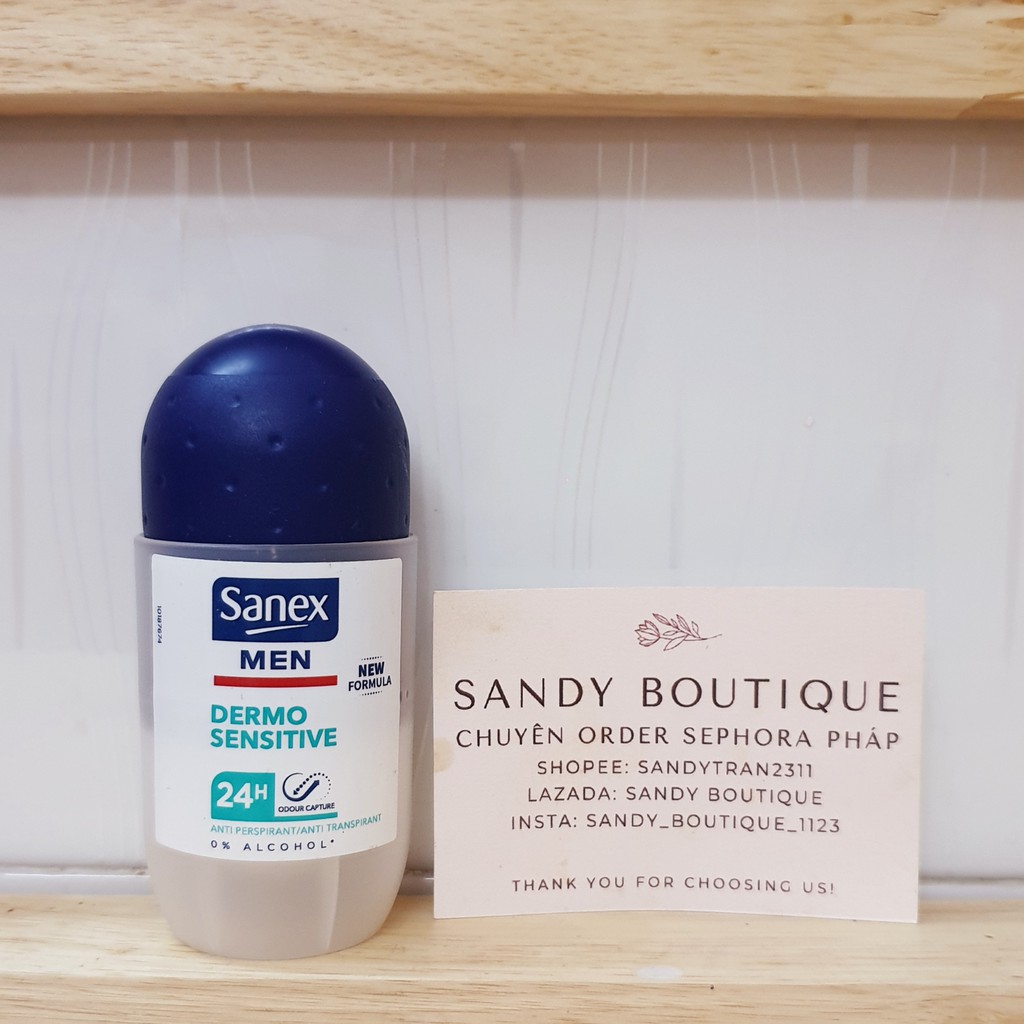 Sanex
MEN
NEW
FORMULA
DERMO
SENSITIVE
24H
ODOUR CAPTURE
ANTI PERSPIRANT/ANTI TRANSPIRANT
0% ALCOHOL*
SANDY BOUTIQUE
CHUYÊN ORDER SEPHORA PHÁP
SHOPEE: SANDYTRAN2311
LAZADA: SANDY BOUTIQUE
INSTA: SANDY_BOUTIQUE_1123
THANK YOU FOR CHOOSING US!